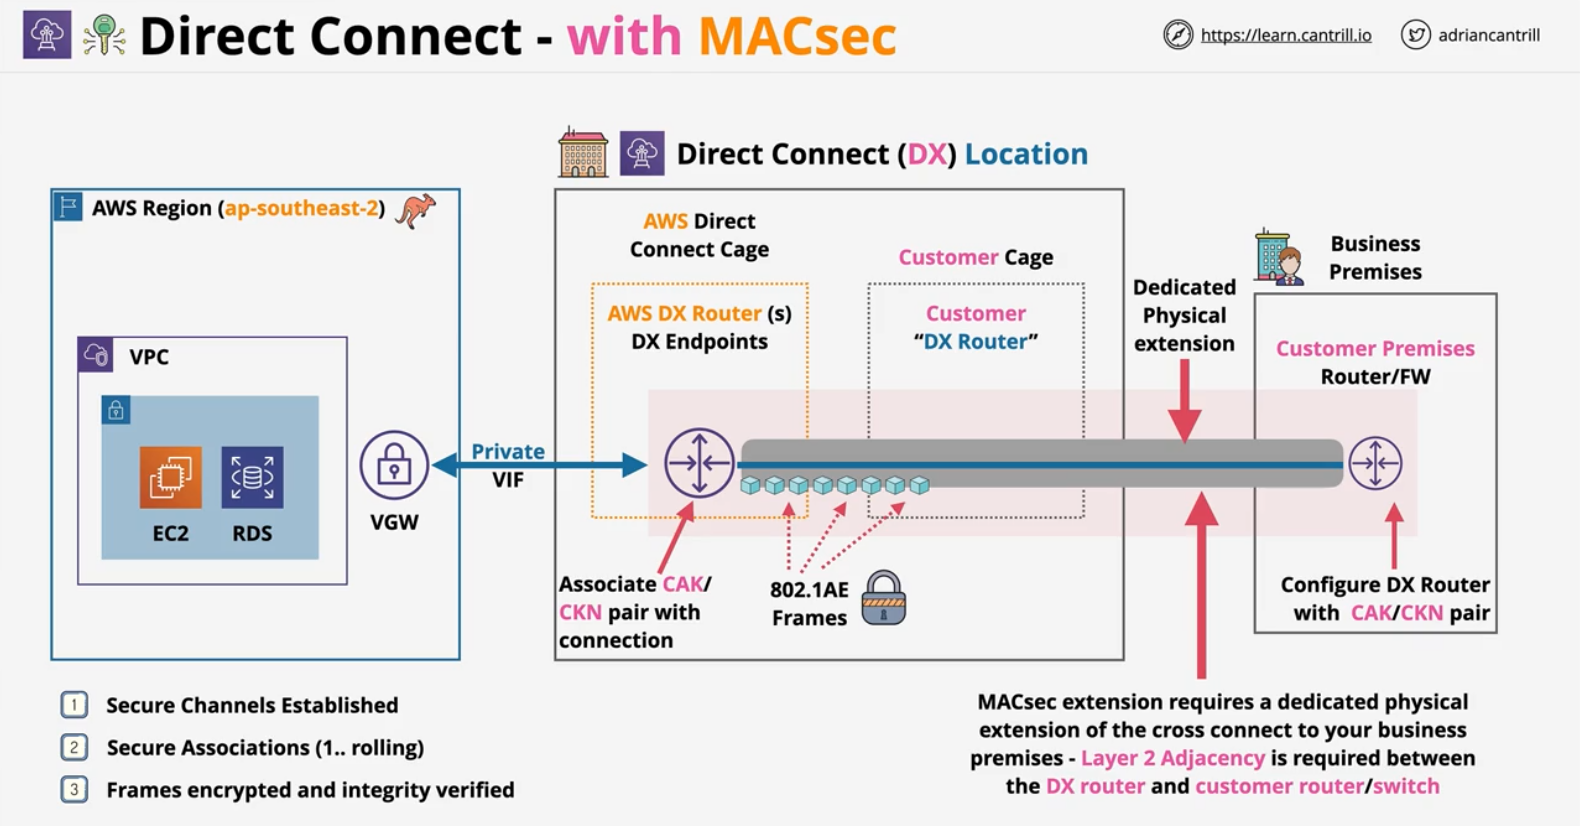 Direct Connect - with MACsec
https://learn.cantrill.io
adriancantrill
Direct Connect (DX) Location
AWS Region (ap-southeast-2)
AWS Direct
Connect Cage
Customer Cage
Business
Premises
Dedicated
Physical
extension
AWS DX Router (s)
DX Endpoints
Customer
“DX Router”
Customer Premises
Router/FW
VPC
EC2
RDS
VGW
Private
VIF
Associate CAK/
CKN pair with
connection
802.1AE
Frames
Configure DX Router
with CAK/CKN pair
1 Secure Channels Established
2 Secure Associations (1.. rolling)
3 Frames encrypted and integrity verified
MACsec extension requires a dedicated physical
extension of the cross connect to your business
premises - Layer 2 Adjacency is required between
the DX router and customer router/switch